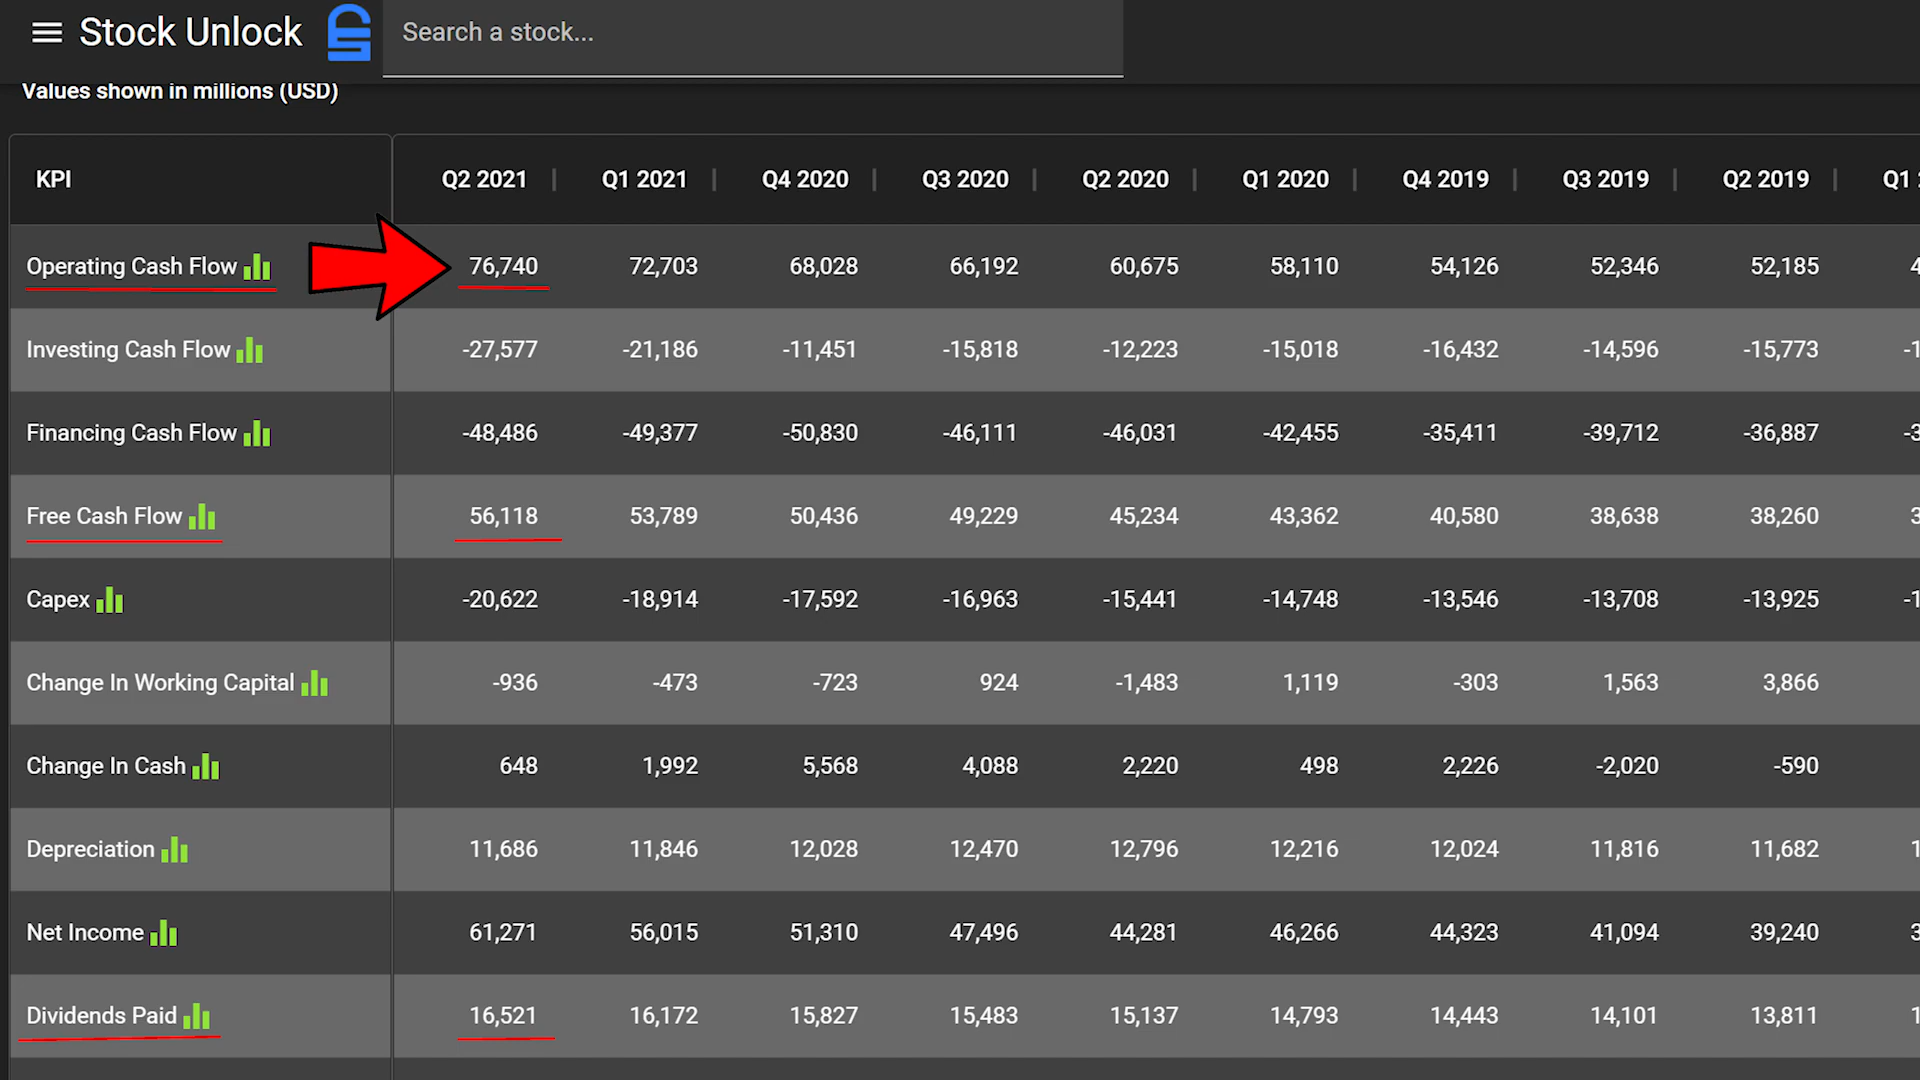 Stock Unlock
Search a stock...
Values shown in millions (USD)
KPI Q2 2021 Q1 2021 Q4 2020 Q3 2020 Q2 2020 Q1 2020 Q4 2019 Q3 2019 Q2 2019 Q1
Operating Cash Flow 76,740 72,703 68,028 66,192 60,675 58,110 54,126 52,346 52,185
Investing Cash Flow -27,577 -21,186 -11,451 -15,818 -12,223 -15,018 -16,432 -14,596 -15,773
Financing Cash Flow -48,486 -49,377 -50,830 -46,111 -46,031 -42,455 -35,411 -39,712 -36,887
Free Cash Flow 56,118 53,789 50,436 49,229 45,234 43,362 40,580 38,638 38,260
Capex -20,622 -18,914 -17,592 -16,963 -15,441 -14,748 -13,546 -13,708 -13,925
Change In Working Capital -936 -473 -723 924 -1,483 1,119 -303 1,563 3,866
Change In Cash 648 1,992 5,568 4,088 2,220 498 2,226 -2,020 -590
Depreciation 11,686 11,846 12,028 12,470 12,796 12,216 12,024 11,816 11,682
Net Income 61,271 56,015 51,310 47,496 44,281 46,266 44,323 41,094 39,240
Dividends Paid 16,521 16,172 15,827 15,483 15,137 14,793 14,443 14,101 13,811